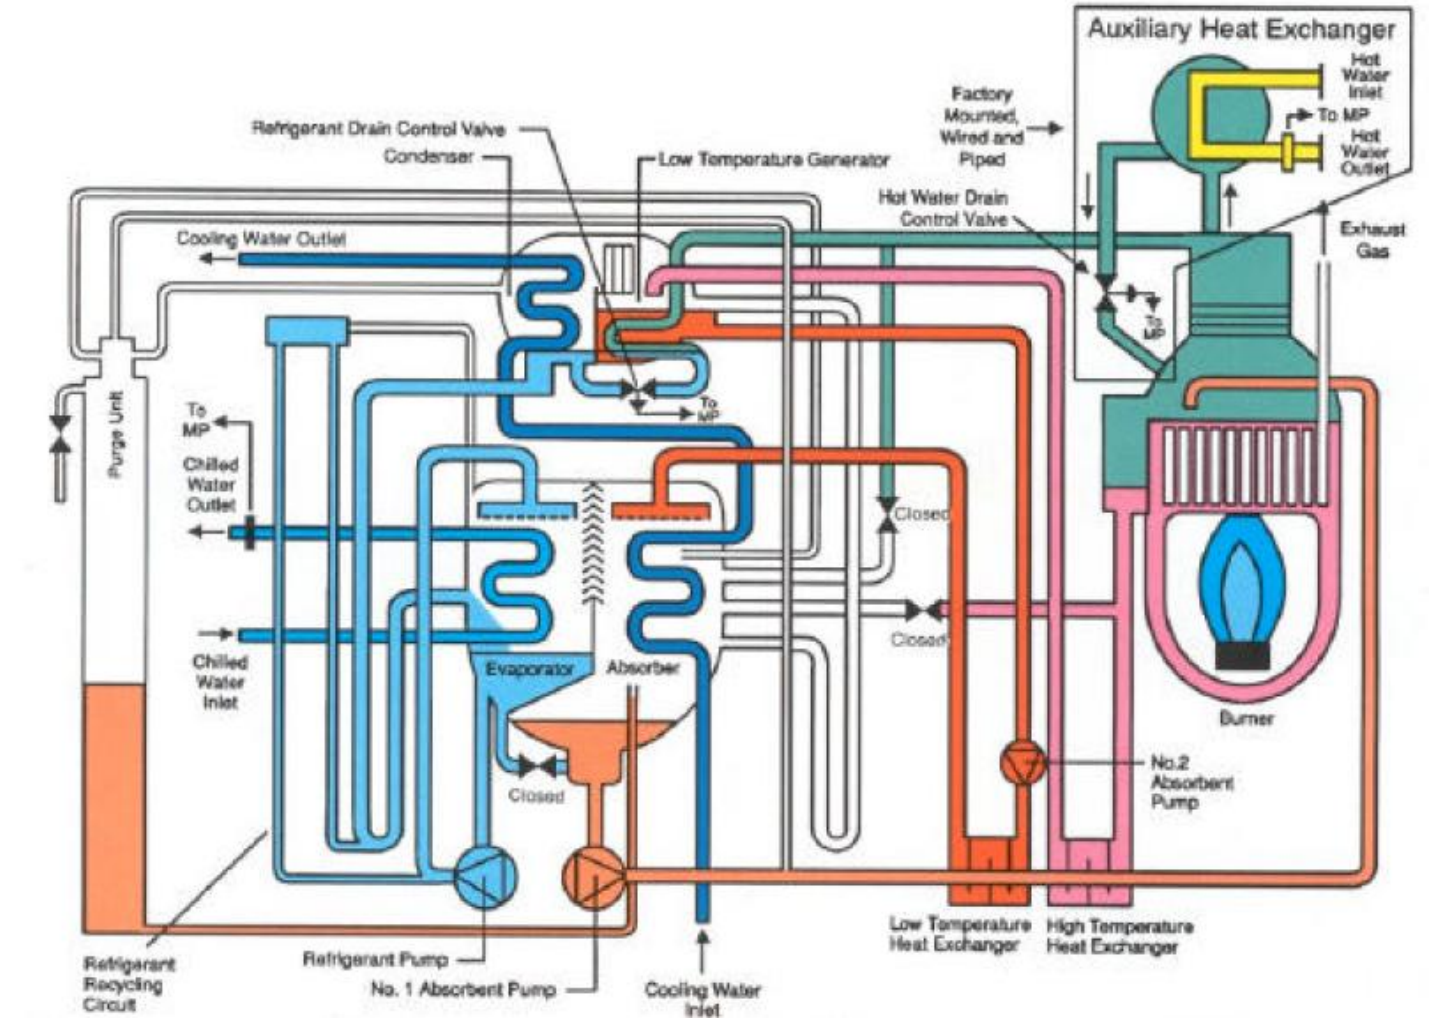 Auxiliary Heat Exchanger
Hot
Water
Inlet
To MP
Hot
Water
Outlet
Factory
Mounted,
Wired and
Piped
Refrigerant Drain Control Valve
Condenser
Low Temperature Generator
Hot Water Drain
Control Valve
Exhaust
Gas
Cooling Water Outlet
To
MP
Purge Unit
To
MP
To
MP
Chilled
Water
Outlet
Closed
Closed
Chilled
Water
Inlet
Evaporator
Absorber
Burner
Closed
No.2
Absorbent
Pump
Low Temperature
Heat Exchanger
High Temperature
Heat Exchanger
Refrigerant Pump
No. 1 Absorbent Pump
Cooling Water
Inlet
Refrigerant
Recycling
Circuit